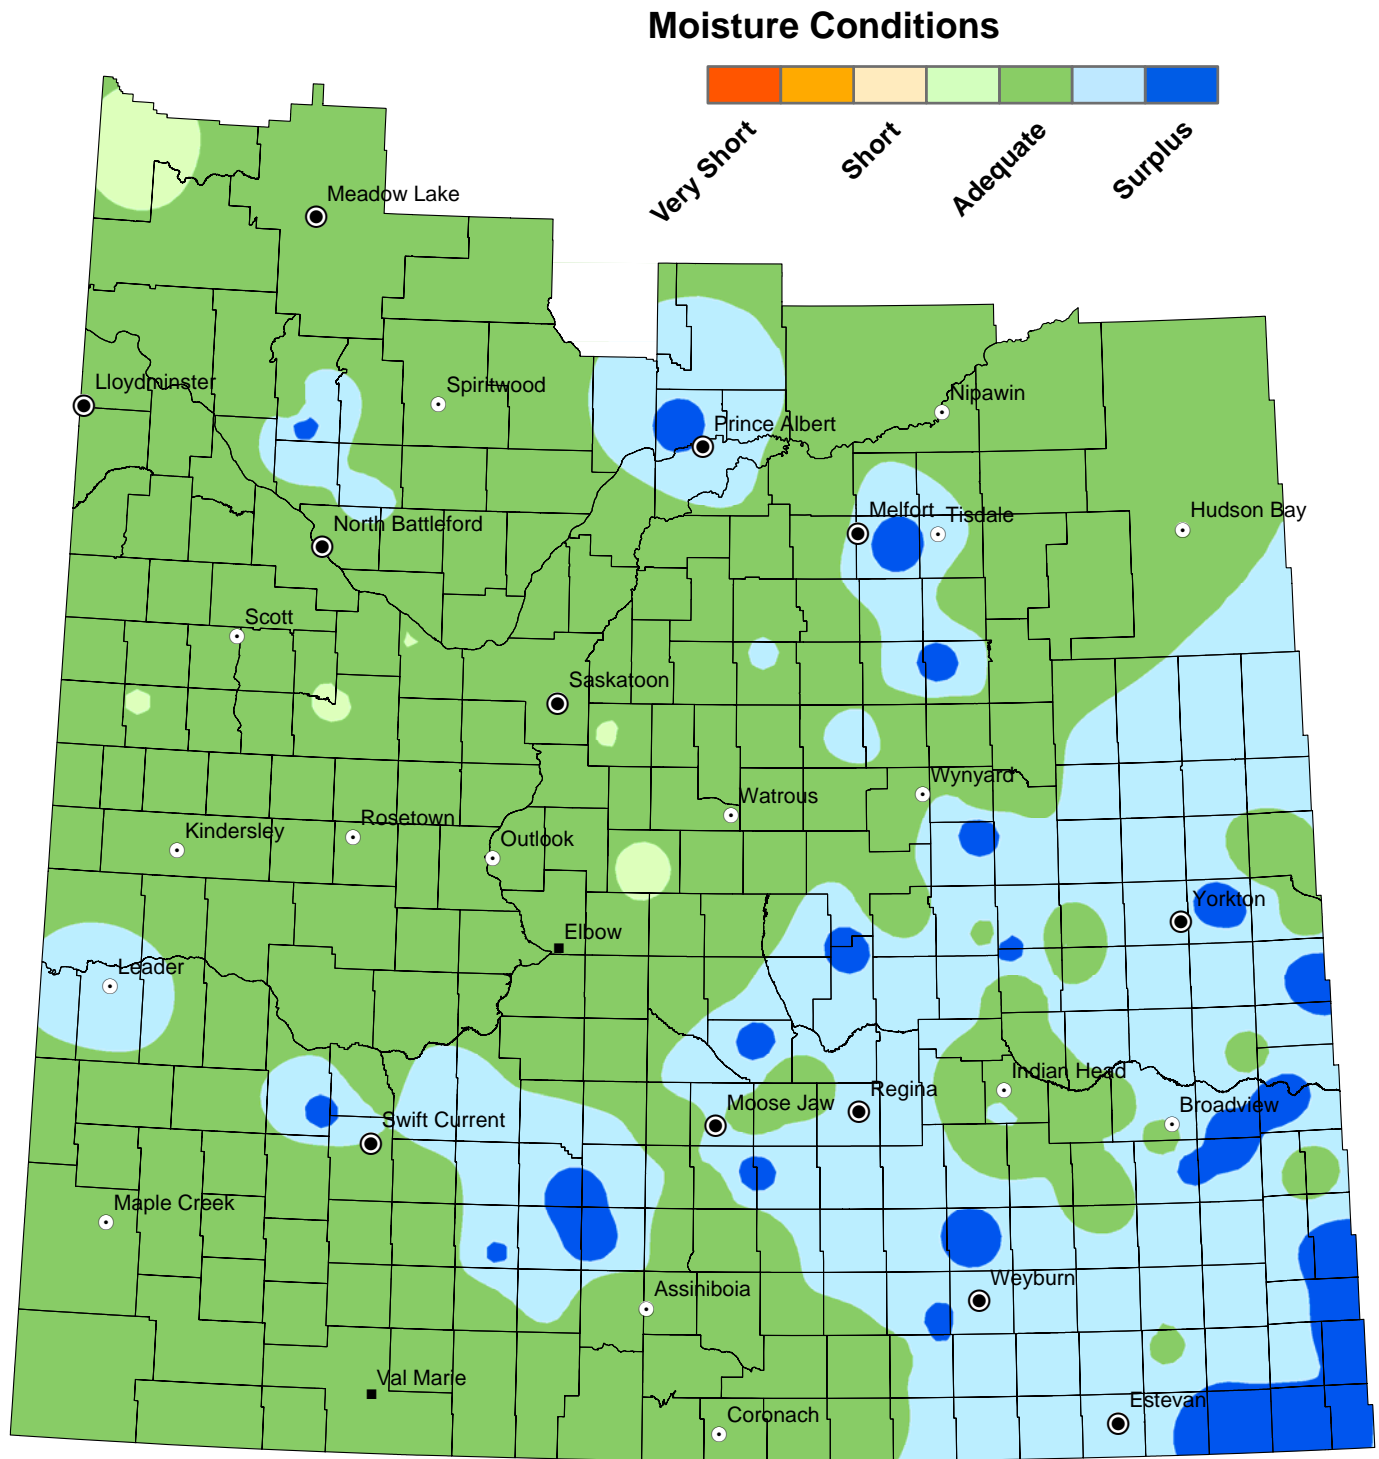 Moisture Conditions
Very Short
Short
Adequate
Surplus
Meadow Lake
Lloydminster
Spiritwood
Nipawin
Prince Albert
Hudson Bay
North Battleford
Melfort
Tisdale
Scott
Saskatoon
Wynyard
Watrous
Kindersley
Rosetown
Outlook
Yorkton
Elbow
Leader
Indian Head
Regina
Moose Jaw
Broadview
Swift Current
Maple Creek
Weyburn
Assiniboia
Val Marie
Estevan
Coronach